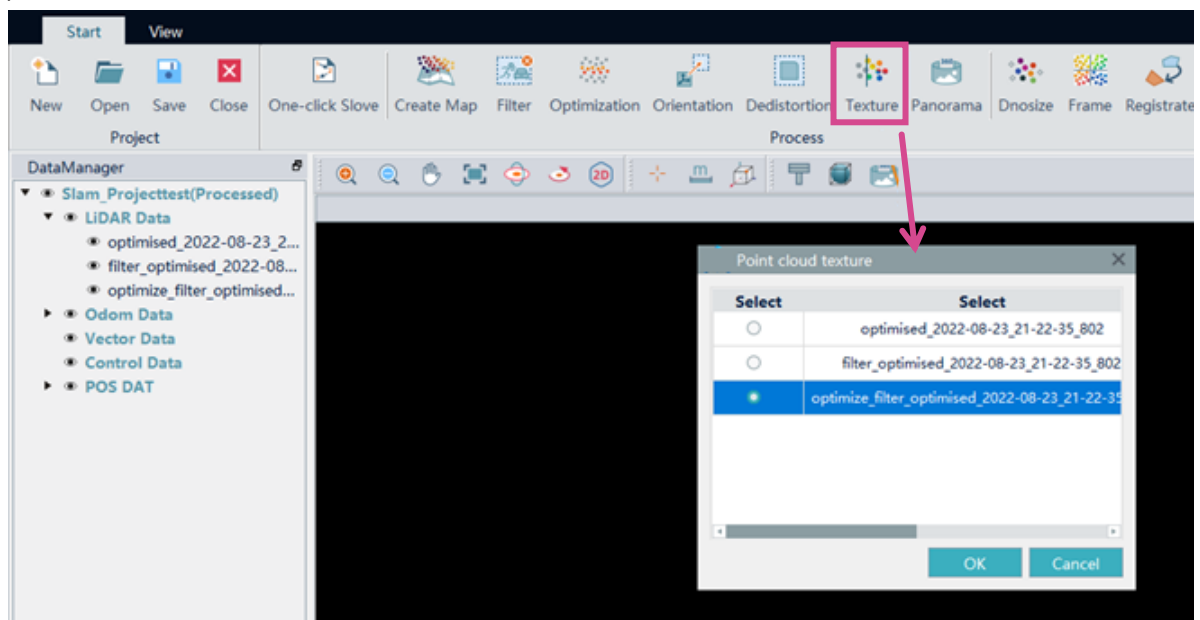 Start View
New Open Save Close One-click Slove Create Map Filter Optimization Orientation Dedistortion Texture Panorama Dnosize Frame Registrate
Project Process
DataManager
2D
m
Slam_Projecttest(Processed)
LiDAR Data
optimised_2022-08-23_2...
filter_optimised_2022-08...
optimize_filter_optimised...
Odom Data
Vector Data
Control Data
POS DAT
Point cloud texture
Select Select
optimised_2022-08-23_21-22-35_802
filter_optimised_2022-08-23_21-22-35_802
optimize_filter_optimised_2022-08-23_21-22-35
OK Cancel